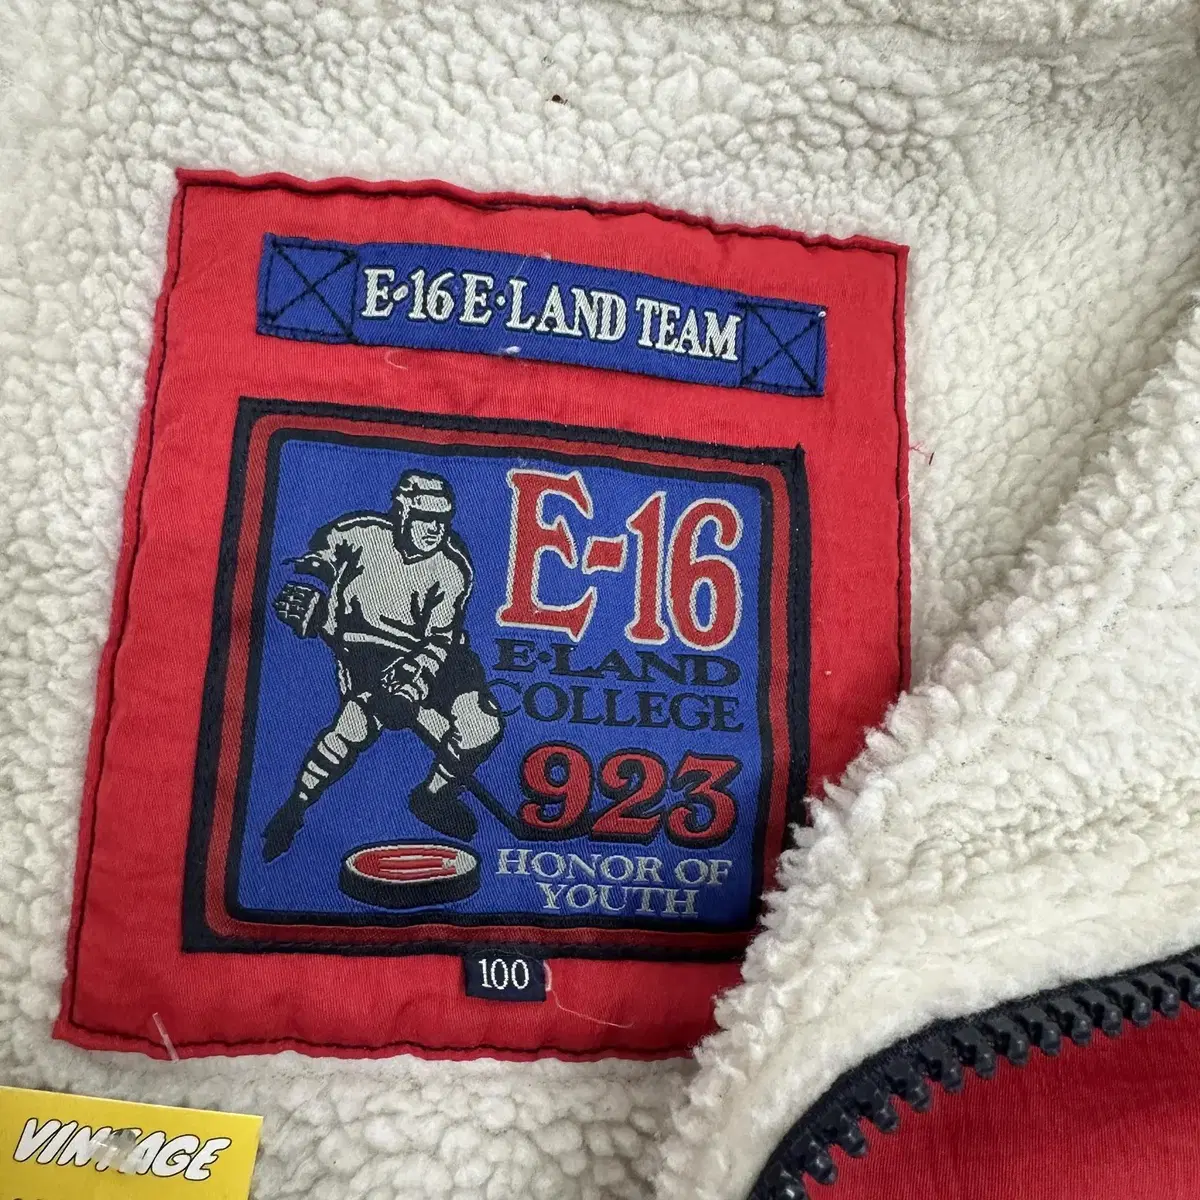 E·16 E·LAND TEAM
E-16
E·LAND
COLLEGE
923
HONOR OF
YOUTH
100
VINTAGE